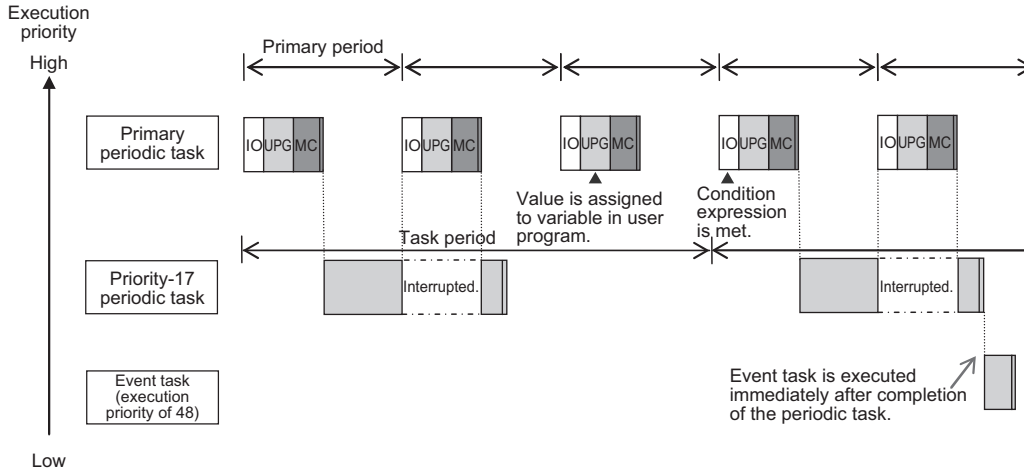 Execution
priority
High
Primary period
Primary
periodic task
IO UPG MC
IO UPG MC
IO UPG MC
IO UPG MC
IO UPG MC
Value is assigned
to variable in user
program.
Condition
expression
is met.
Task period
Priority-17
periodic task
Interrupted.
Interrupted.
Event task
(execution
priority of 48)
Event task is executed
immediately after completion
of the periodic task.
Low